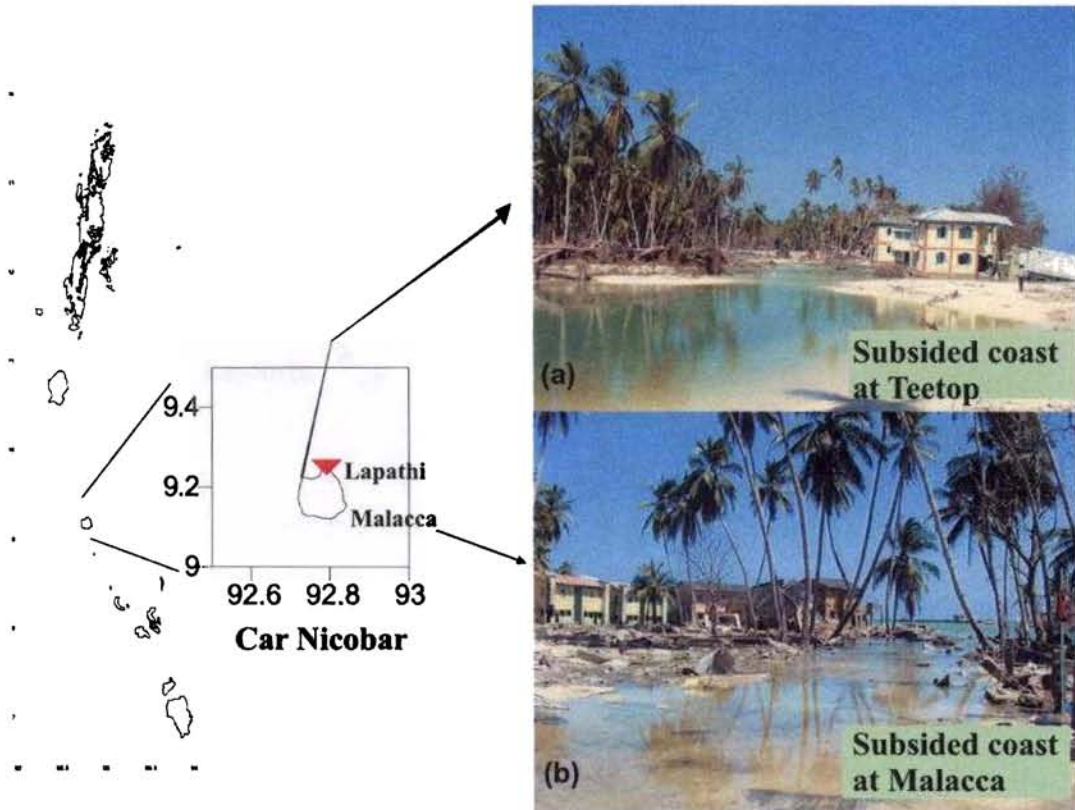 9.4
9.2
9
92.6
92.8
93
Lapathi
Malacca
Car Nicobar
Subsided coast
at Teetop
(a)
Subsided coast
at Malacca
(b)